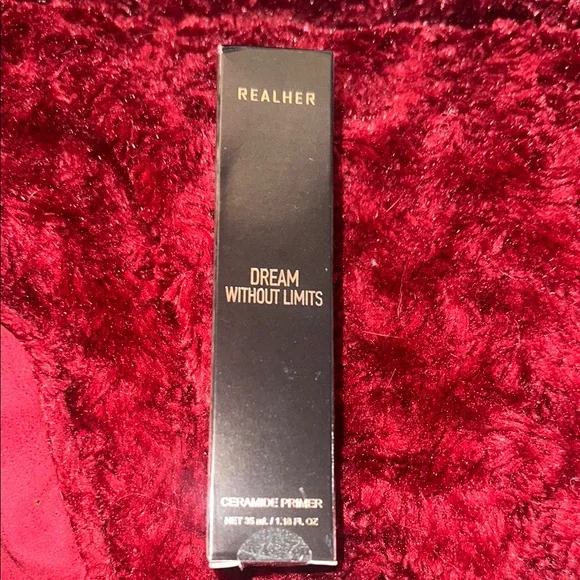 REALHER
DREAM
WITHOUT LIMITS
CERAMIDE PRIMER
NET 35 mL / 1.18 FL. OZ